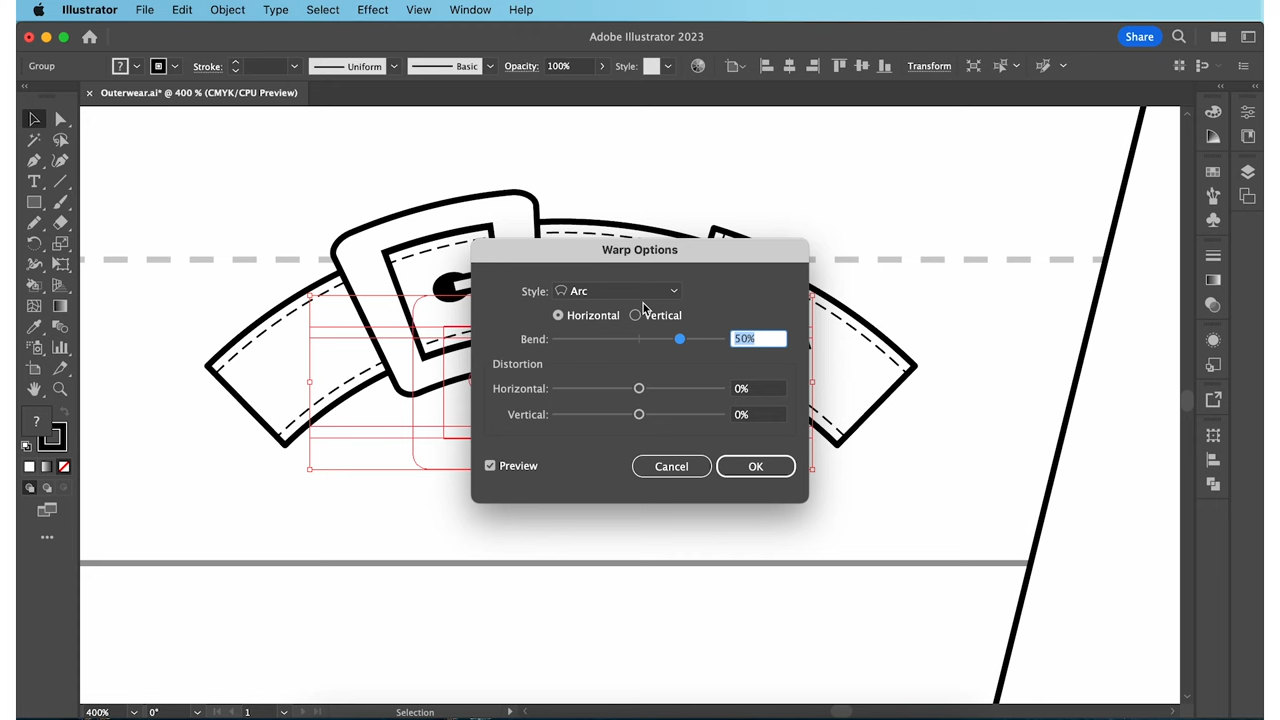 Illustrator File Edit Object Type Select Effect View Window Help
Adobe Illustrator 2023
Share
Group
?
Stroke:
Uniform
Basic
Opacity: 100%
Style:
Transform
× Outerwear.ai* @ 400 % (CMYK/CPU Preview)
Warp Options
Style: Arc
Horizontal Vertical
Bend: 50%
Distortion
Horizontal: 0%
Vertical: 0%
?
Preview Cancel OK
400% 0° 1 Selection